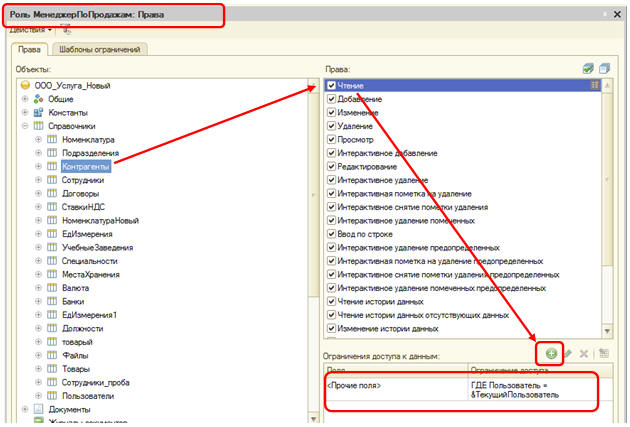 Роль МенеджерПоПродажам: Права
Действия
Права
Шаблоны ограничений
Объекты:
ООО_Услуга_Новый
Общие
Константы
Справочники
Номенклатура
Подразделения
Контрагенты
Сотрудники
Договоры
СтавкиНДС
НоменклатураНовый
ЕдИзмерения
УчебныеЗаведения
Специальности
МестаХранения
Валюта
Банки
ЕдИзмерения1
Должности
товарый
Файлы
Товары
Сотрудники_проба
Пользователи
Документы
Журналы документов
Права:
Чтение
Добавление
Изменение
Удаление
Просмотр
Интерактивное добавление
Редактирование
Интерактивное удаление
Интерактивная пометка на удаление
Интерактивное снятие пометки удаления
Интерактивное удаление помеченных
Ввод по строке
Интерактивное удаление предопределенных
Интерактивная пометка на удаление предопределенных
Интерактивное снятие пометки удаления предопределенных
Интерактивное удаление помеченных предопределенных
Чтение истории данных
Чтение истории данных отсутствующих данных
Изменение истории данных
Ограничения доступа к данным:
Поля
Ограничение доступа
<Прочие поля>
ГДЕ Пользователь =
&ТекущийПользователь